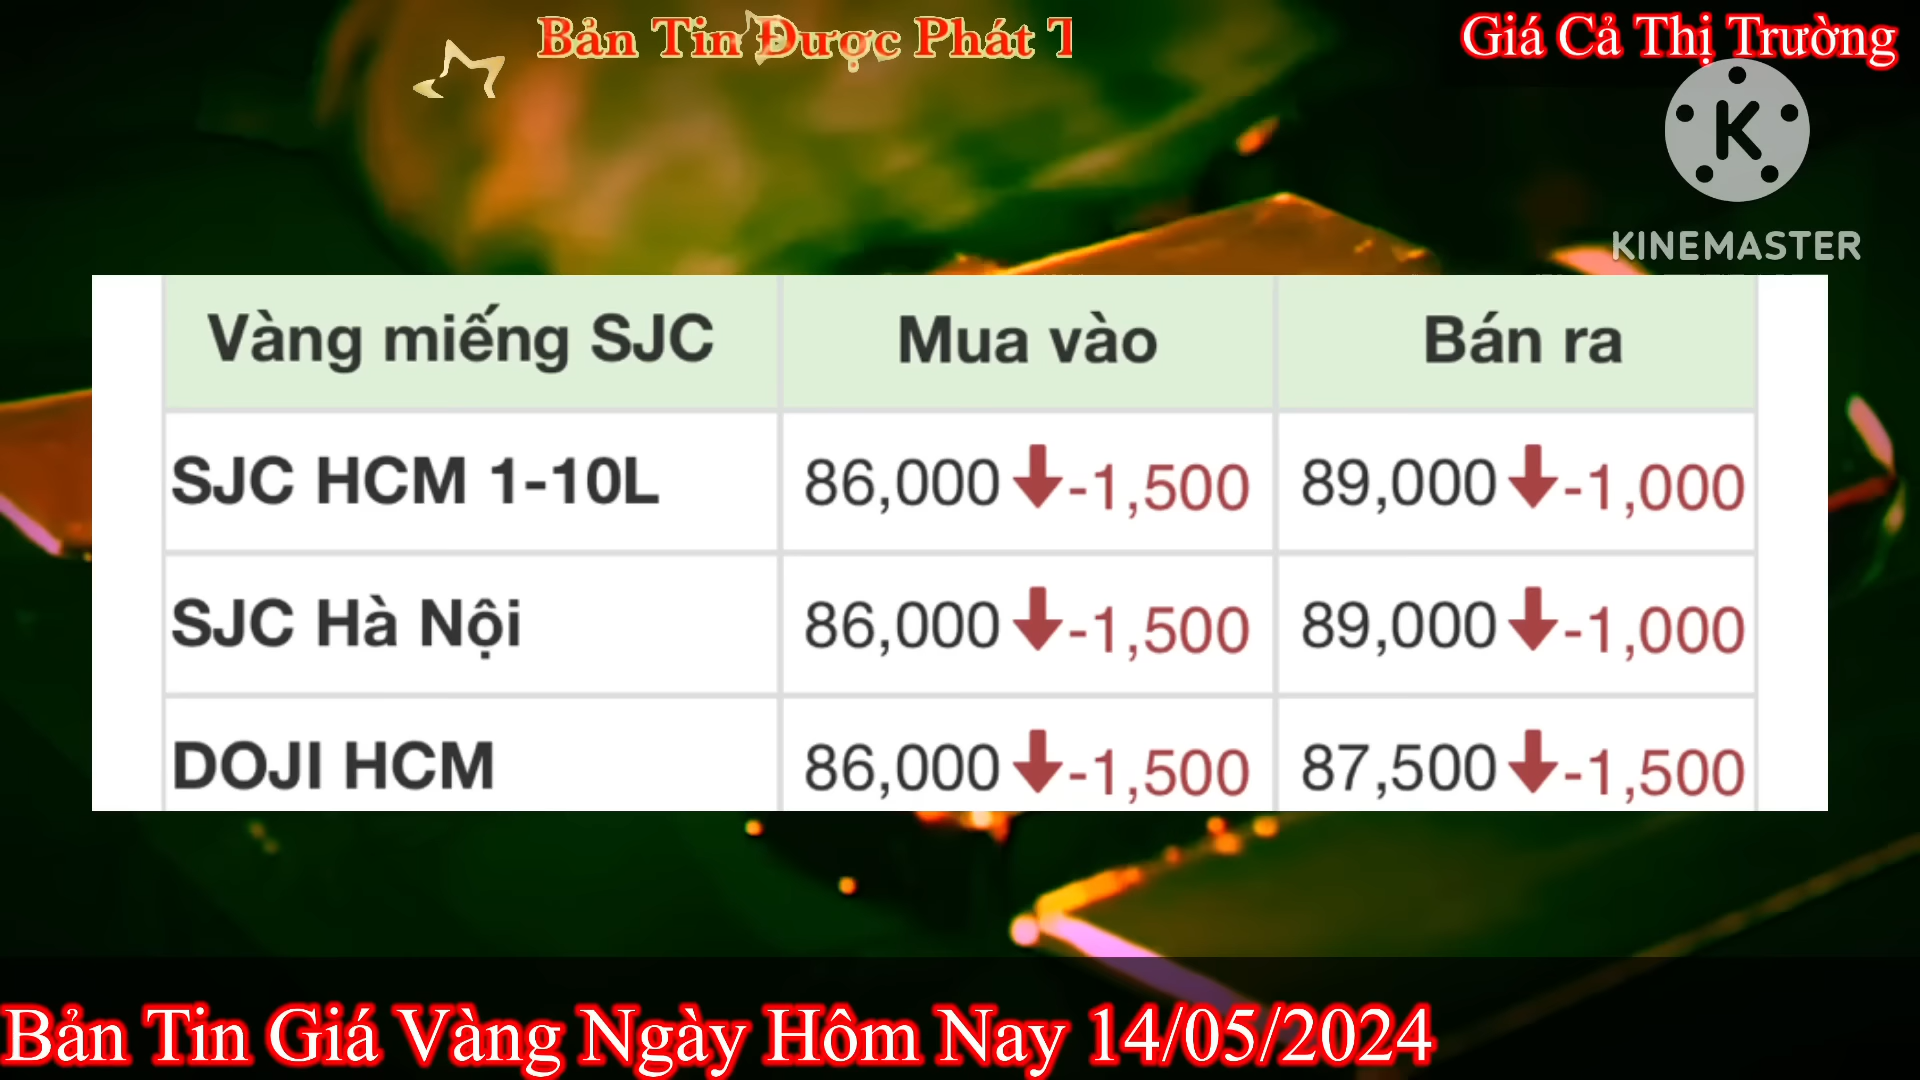 Bản Tin Được Phát T
Giá Cả Thị Trường
K
KINEMASTER
Vàng miếng SJC Mua vào Bán ra
SJC HCM 1-10L 86,000 -1,500 89,000 -1,000
SJC Hà Nội 86,000 -1,500 89,000 -1,000
DOJI HCM 86,000 -1,500 87,500 -1,500
Bản Tin Giá Vàng Ngày Hôm Nay 14/05/2024